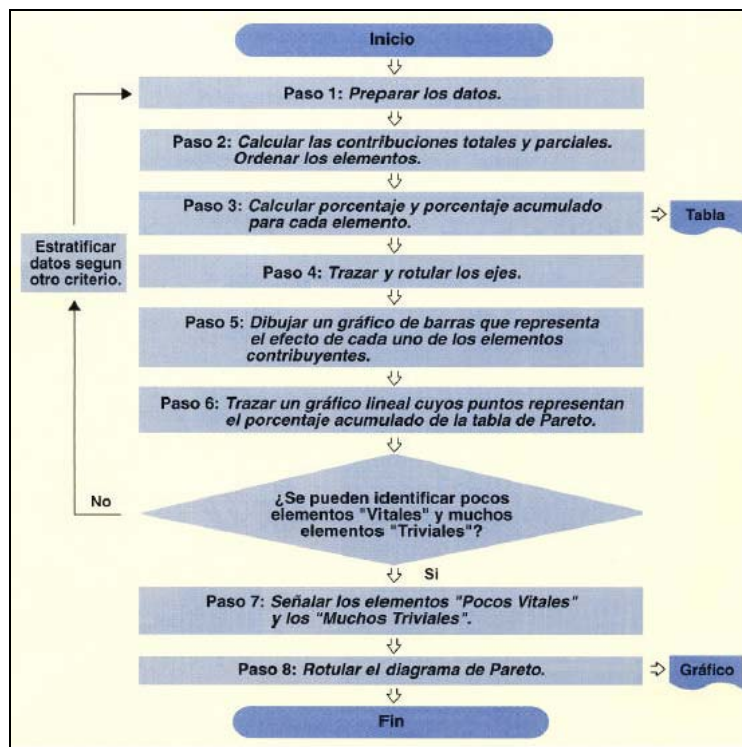 Inicio
Paso 1: Preparar los datos.
Paso 2: Calcular las contribuciones totales y parciales.
Ordenar los elementos.
Paso 3: Calcular porcentaje y porcentaje acumulado
para cada elemento.
Tabla
Estratificar
datos segun
otro criterio.
Paso 4: Trazar y rotular los ejes.
Paso 5: Dibujar un gráfico de barras que representa
el efecto de cada uno de los elementos
contribuyentes.
Paso 6: Trazar un gráfico lineal cuyos puntos representan
el porcentaje acumulado de la tabla de Pareto.
No
¿Se pueden identificar pocos
elementos "Vitales" y muchos
elementos "Triviales"?
Si
Paso 7: Señalar los elementos "Pocos Vitales"
y los "Muchos Triviales".
Paso 8: Rotular el diagrama de Pareto.
Gráfico
Fin